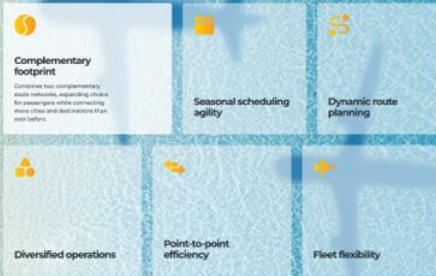 Complementary
footprint
Combines two complementary
route networks, expanding choice
for passengers while connecting
more cities and destinations than
ever before.
Seasonal scheduling
agility
Dynamic route
planning
Diversified operations
Point-to-point
efficiency
Fleet flexibility